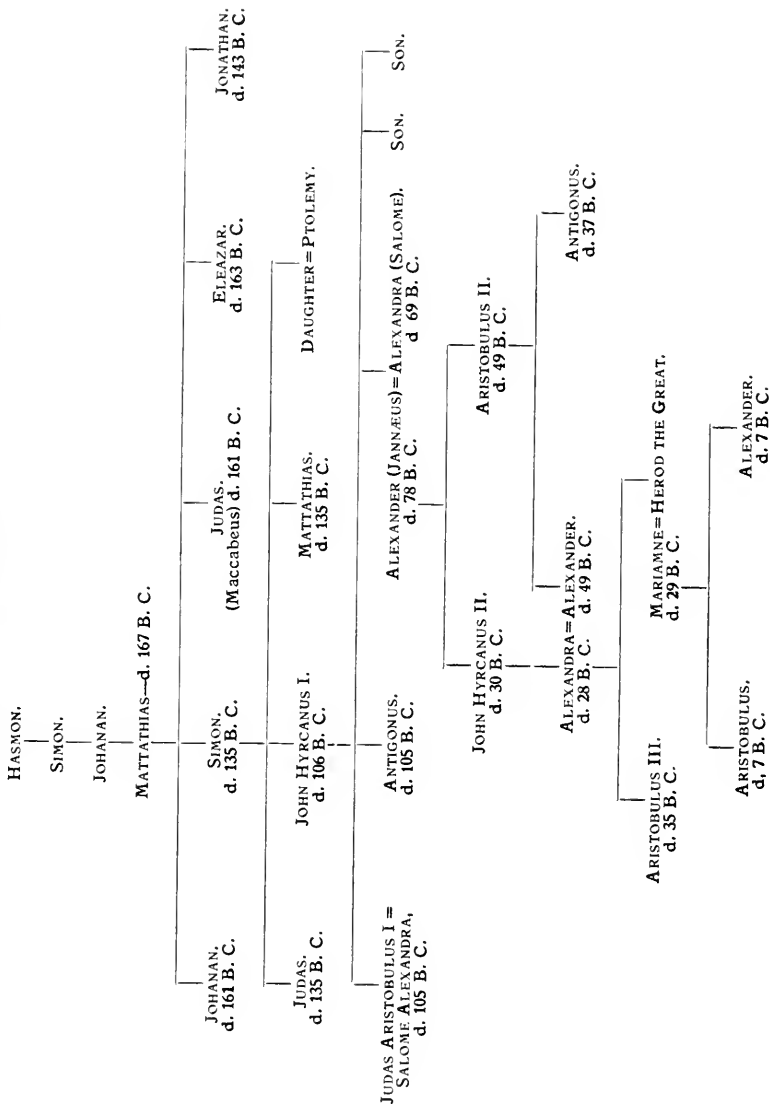 HASMON.
SIMON.
JOHANAN.
MATTATHIAS—d. 167 B. C.
JOHANAN.
d. 161 B. C.
SIMON.
d. 135 B. C.
JUDAS.
(Maccabeus) d. 161 B. C.
ELEAZAR.
d. 163 B. C.
JONATHAN.
d. 143 B. C.
JUDAS.
d. 135 B. C.
JOHN HYRCANUS I.
d. 106 B. C.
MATTATHIAS.
d. 135 B. C.
DAUGHTER=PTOLEMY.
JUDAS ARISTOBULUS I =
SALOME ALEXANDRA,
d. 105 B. C.
ANTIGONUS.
d. 105 B. C.
ALEXANDER (JANNÆUS)=ALEXANDRA (SALOME).
d. 78 B. C. d 69 B. C.
SON.
SON.
JOHN HYRCANUS II.
d. 30 B. C.
ARISTOBULUS II.
d. 49 B. C.
ALEXANDRA=ALEXANDER.
d. 28 B. C. d. 49 B. C.
ANTIGONUS.
d. 37 B. C.
ARISTOBULUS III.
d. 35 B. C.
MARIAMNE=HEROD THE GREAT.
d. 29 B. C.
ARISTOBULUS.
d, 7 B. C.
ALEXANDER.
d. 7 B. C.